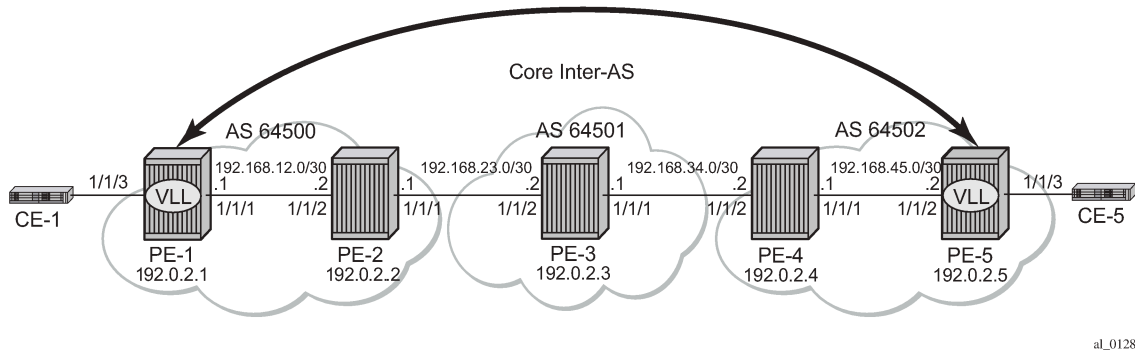 Core Inter-AS
AS 64500
AS 64501
AS 64502
1/1/3
VLL
.1
192.168.12.0/30
.2
.1
192.168.23.0/30
.2
.1
192.168.34.0/30
.2
.1
192.168.45.0/30
.2
VLL
1/1/3
1/1/1
1/1/2
1/1/1
1/1/2
1/1/1
1/1/2
1/1/1
1/1/2
CE-1
CE-5
PE-1
192.0.2.1
PE-2
192.0.2..2
PE-3
192.0.2.3
PE-4
192.0.2.4
PE-5
192.0.2.5
al_0128